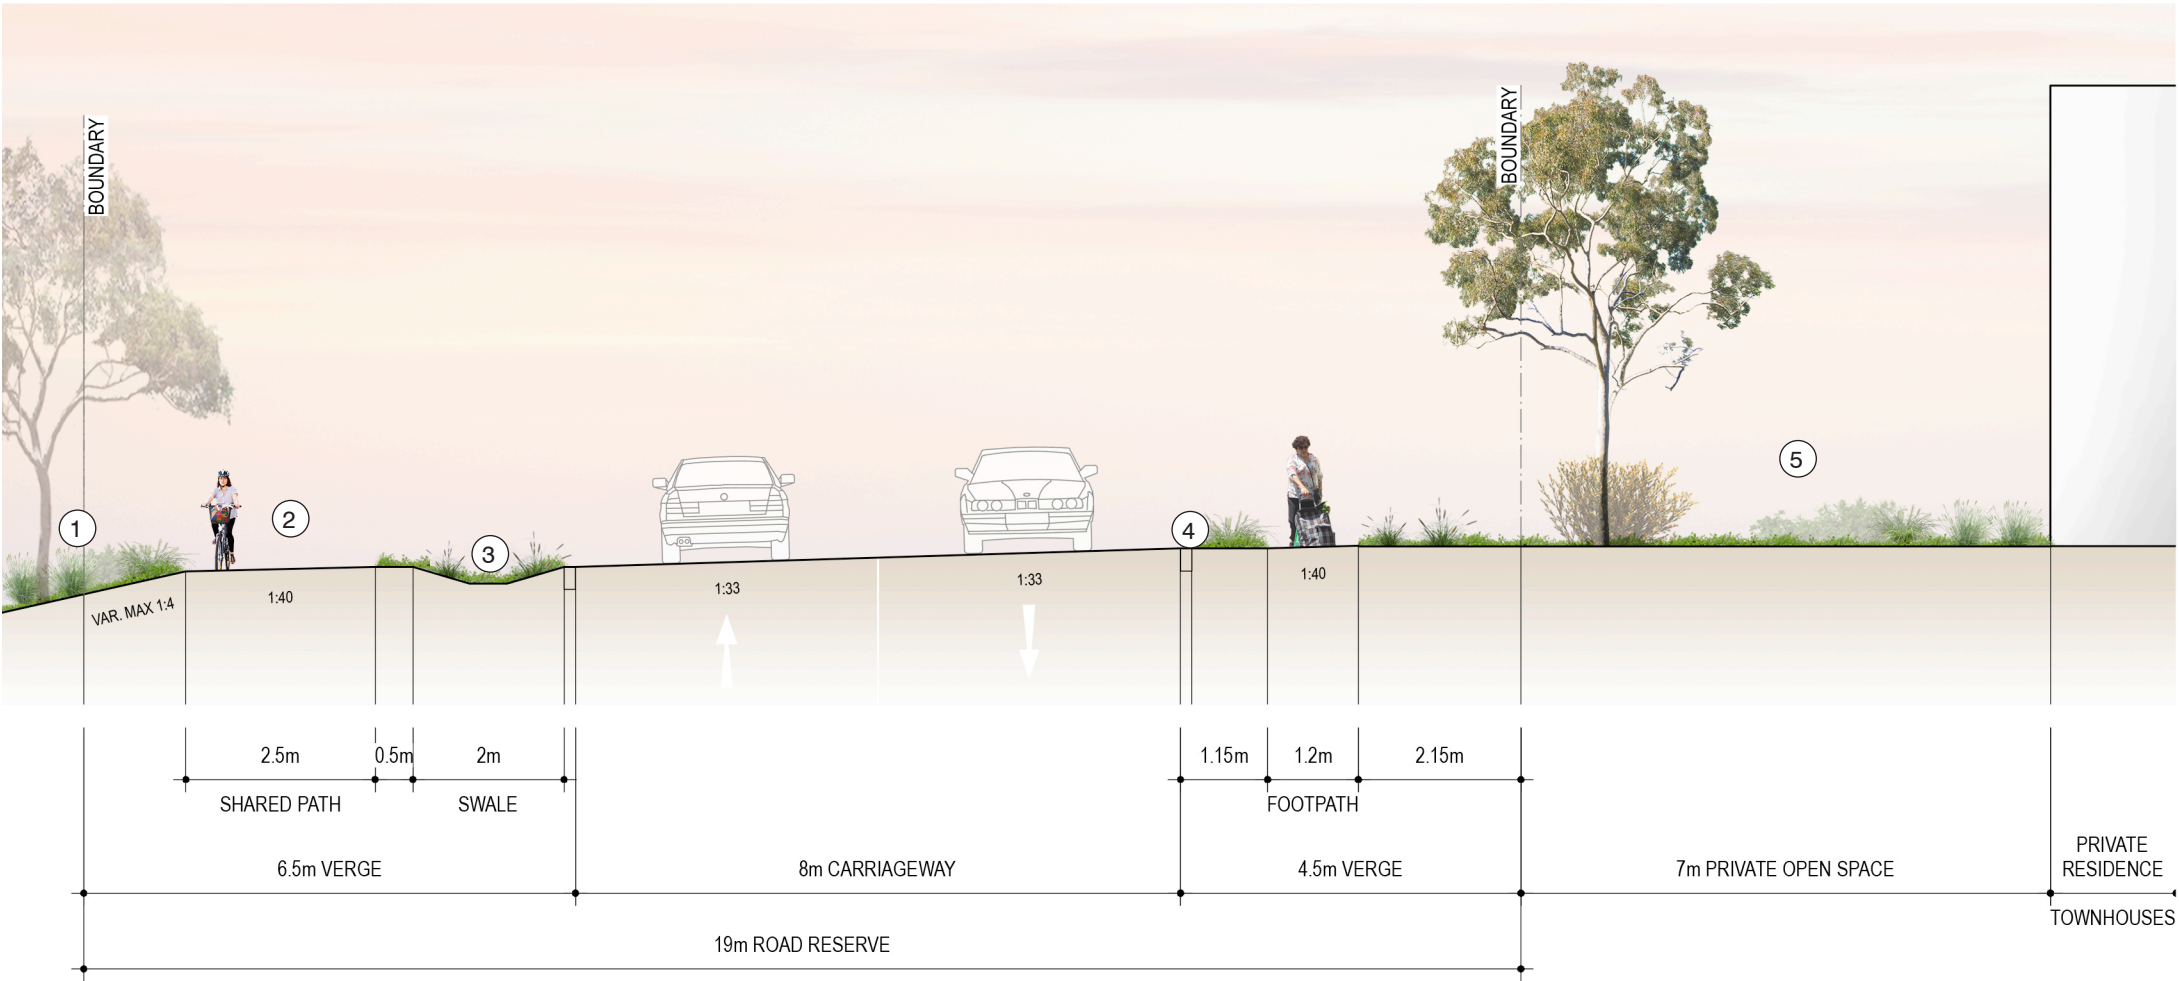 BOUNDARY
BOUNDARY
1
2
3
4
5
VAR. MAX 1:4
1:40
1:33
1:33
1:40
2.5m
0.5m
2m
1.15m
1.2m
2.15m
SHARED PATH
SWALE
FOOTPATH
6.5m VERGE
8m CARRIAGEWAY
4.5m VERGE
7m PRIVATE OPEN SPACE
PRIVATE
RESIDENCE
TOWNHOUSES
19m ROAD RESERVE